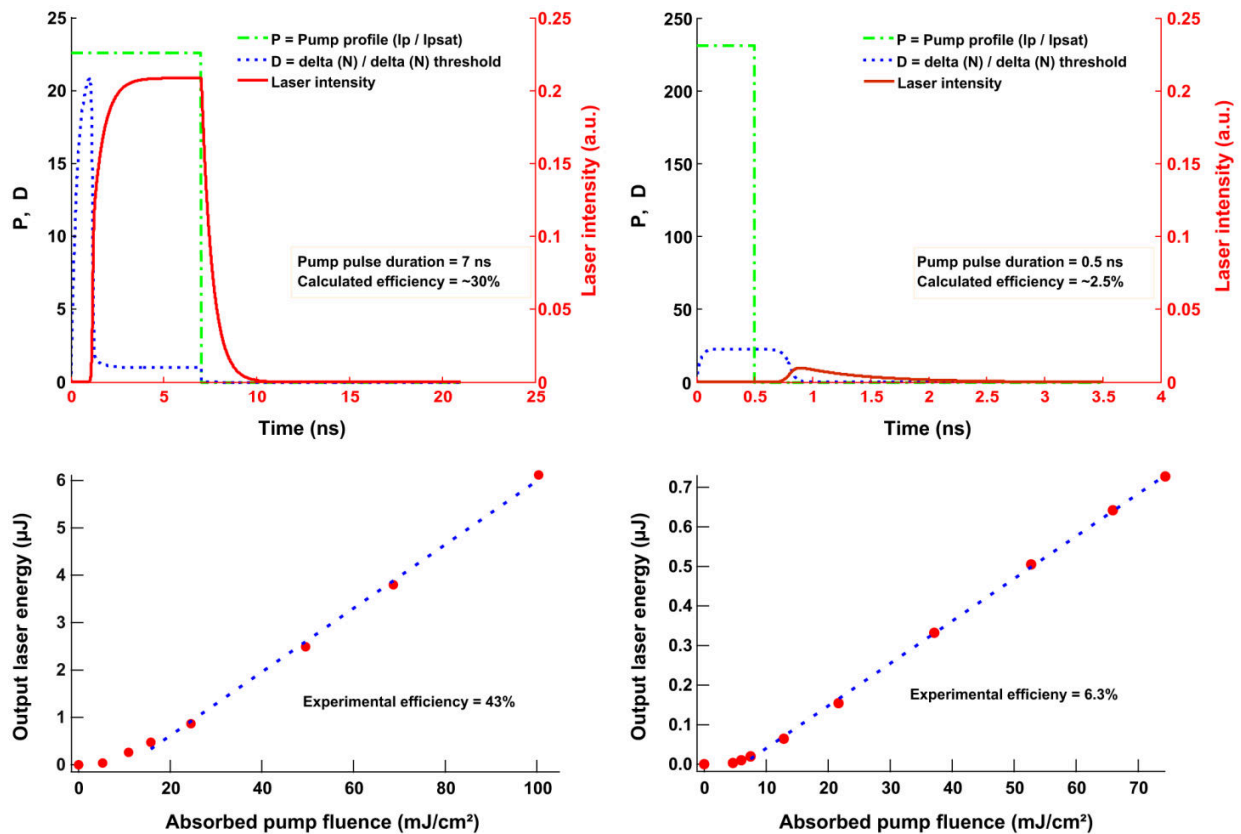 P = Pump profile (Ip / Ipsat)
D = delta (N) / delta (N) threshold
Laser intensity
25
20
15
10
5
0
P, D
0.25
0.2
0.15
0.1
0.05
0
Laser intensity (a.u.)
Pump pulse duration = 7 ns
Calculated efficiency = ~30%
0 5 10 15 20 25
Time (ns)
P = Pump profile (Ip / Ipsat)
D = delta (N) / delta (N) threshold
Laser intensity
250
200
150
100
50
0
P, D
0.25
0.2
0.15
0.1
0.05
0
Laser intensity (a.u.)
Pump pulse duration = 0.5 ns
Calculated efficiency = ~2.5%
0 0.5 1 1.5 2 2.5 3 3.5 4
Time (ns)
6
5
4
3
2
1
0
Output laser energy (µJ)
Experimental efficiency = 43%
0 20 40 60 80 100
Absorbed pump fluence (mJ/cm²)
0.7
0.6
0.5
0.4
0.3
0.2
0.1
0.0
Output laser energy (µJ)
Experimental efficieny = 6.3%
0 10 20 30 40 50 60 70
Absorbed pump fluence (mJ/cm²)